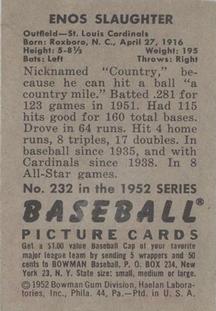 ENOS SLAUGHTER
Outfield—St. Louis Cardinals
Born: Roxboro, N. C., April 27, 1916
Height: 5-8½ Weight: 195
Bats: Left Throws: Right
Nicknamed "Country," be-
cause he can hit a ball "a
country mile." Batted .281 for
123 games in 1951. Had 115
hits good for 160 total bases.
Drove in 64 runs. Hit 4 home
runs, 8 triples, 17 doubles. In
baseball since 1935, and with
Cardinals since 1938. In 8
All-Star games.
No. 232 in the 1952 SERIES
BASEBALL®
PICTURE CARDS
Get a $1.00 value Baseball Cap of your favorite
major league team by sending 5 wrappers and 50
cents to BOWMAN Baseball, P. O. BOX 234, New
York 23, N. Y. State size: small, medium or large.
©1952 Bowman Gum Division, Haelan Labora-
tories, Inc., Phila. 44, Pa.—Ptd. in U. S. A.